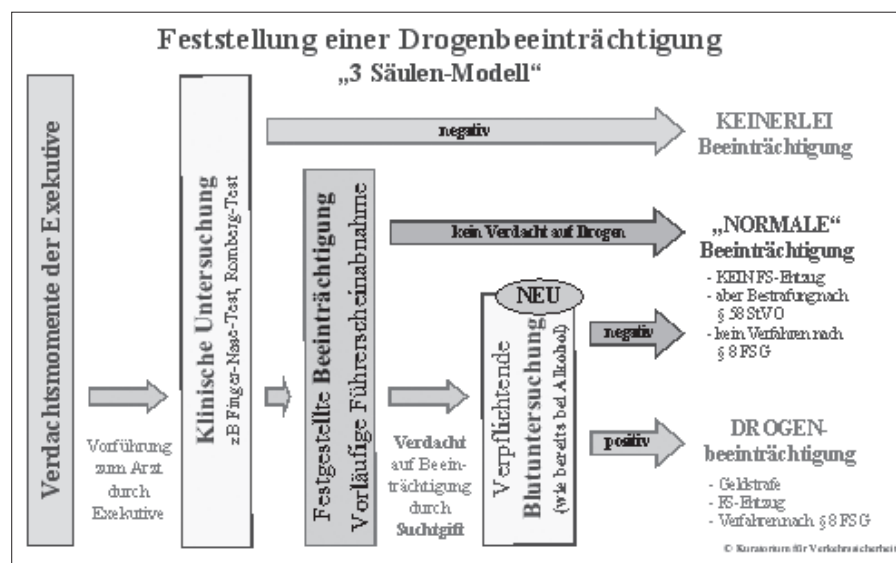 Feststellung einer Drogenbeeinträchtigung
„3 Säulen-Modell“
Verdachtsmomente der Exekutive
Vorführung
zum Arzt
durch
Exekutive
Klinische Untersuchung
zB Finger-Nase-Test, Romberg-Test
negativ
KEINERLEI
Beeinträchtigung
Festgestellte Beeinträchtigung
Vorläufige Führerscheinabnahme
kein Verdacht auf Drogen
„NORMALE“
Beeinträchtigung
- KEIN FS-Entzug
- aber Bestrafung nach
§ 58 StVO
- kein Verfahren nach
§ 8 FSG
Verdacht
auf Beein-
trächtigung
durch
Suchtgift
NEU
Verpflichtende
Blutuntersuchung
(wie bereits bei Alkohol)
negativ
positiv
DROGEN-
beeinträchtigung
- Geldstrafe
- FS-Entzug
- Verfahren nach § 8 FSG
© Kuratorium für Verkehrssicherheit